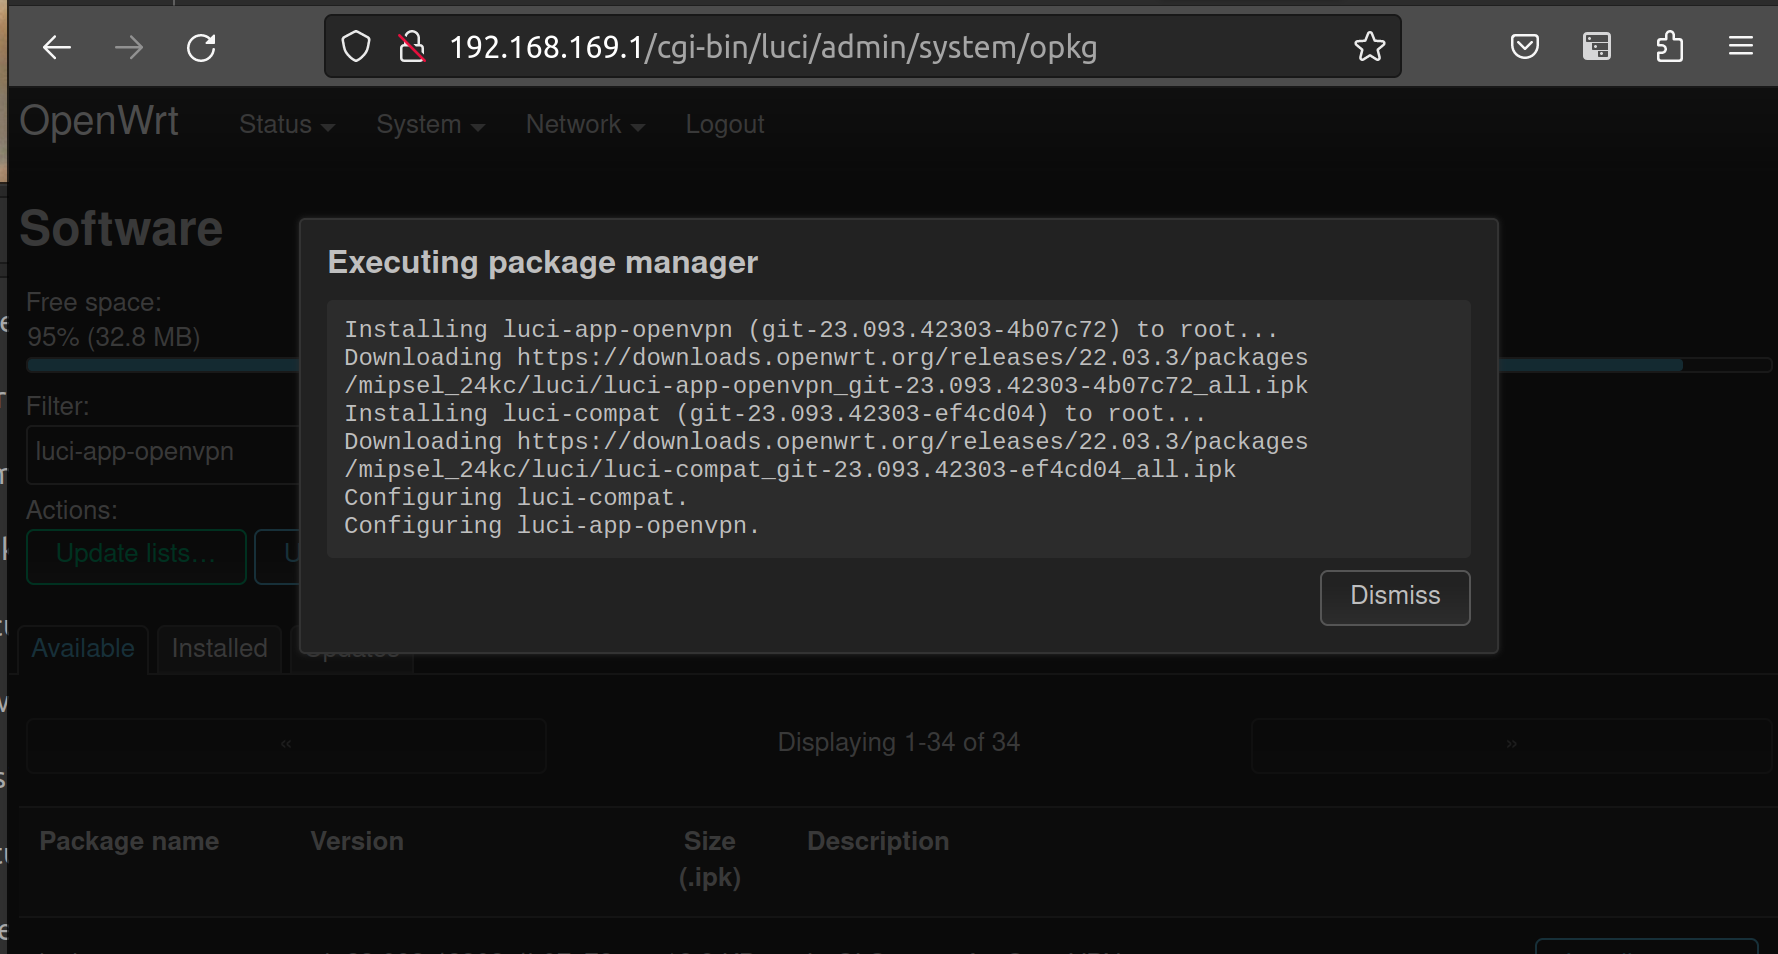 192.168.169.1/cgi-bin/luci/admin/system/opkg
OpenWrt Status System Network Logout
Software
Executing package manager
Free space:
95% (32.8 MB)
Installing luci-app-openvpn (git-23.093.42303-4b07c72) to root...
Downloading https://downloads.openwrt.org/releases/22.03.3/packages
/mipsel_24kc/luci/luci-app-openvpn_git-23.093.42303-4b07c72_all.ipk
Installing luci-compat (git-23.093.42303-ef4cd04) to root...
Downloading https://downloads.openwrt.org/releases/22.03.3/packages
/mipsel_24kc/luci/luci-compat_git-23.093.42303-ef4cd04_all.ipk
Configuring luci-compat.
Configuring luci-app-openvpn.
Dismiss
Filter:
luci-app-openvpn
Actions:
Update lists...
U
Available Installed Updates
« Displaying 1-34 of 34 »
Package name Version Size Description
(.ipk)